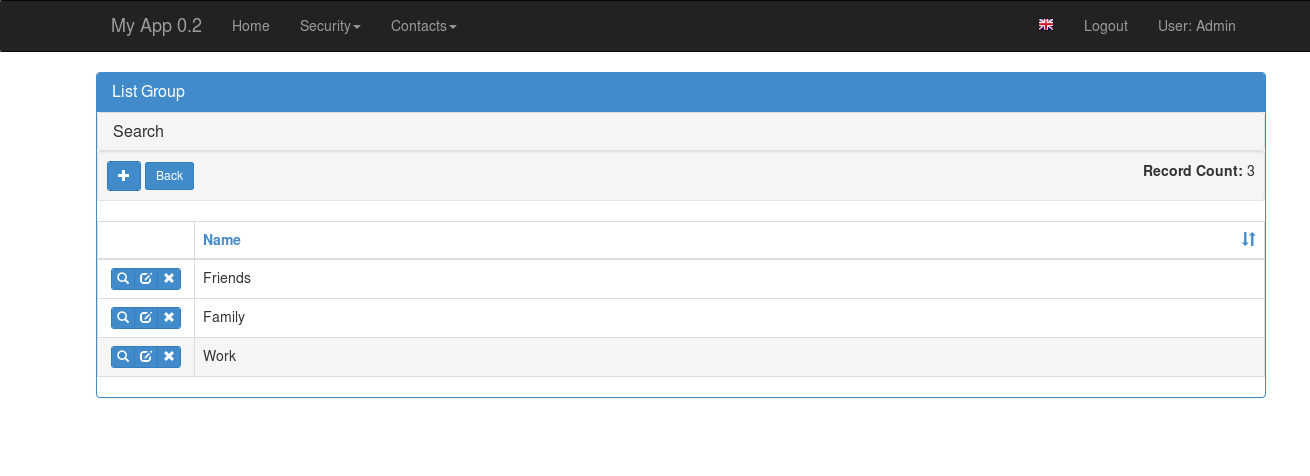 My App 0.2 Home Security Contacts Logout User: Admin
List Group
Search
Back Record Count: 3
Name
Friends
Family
Work